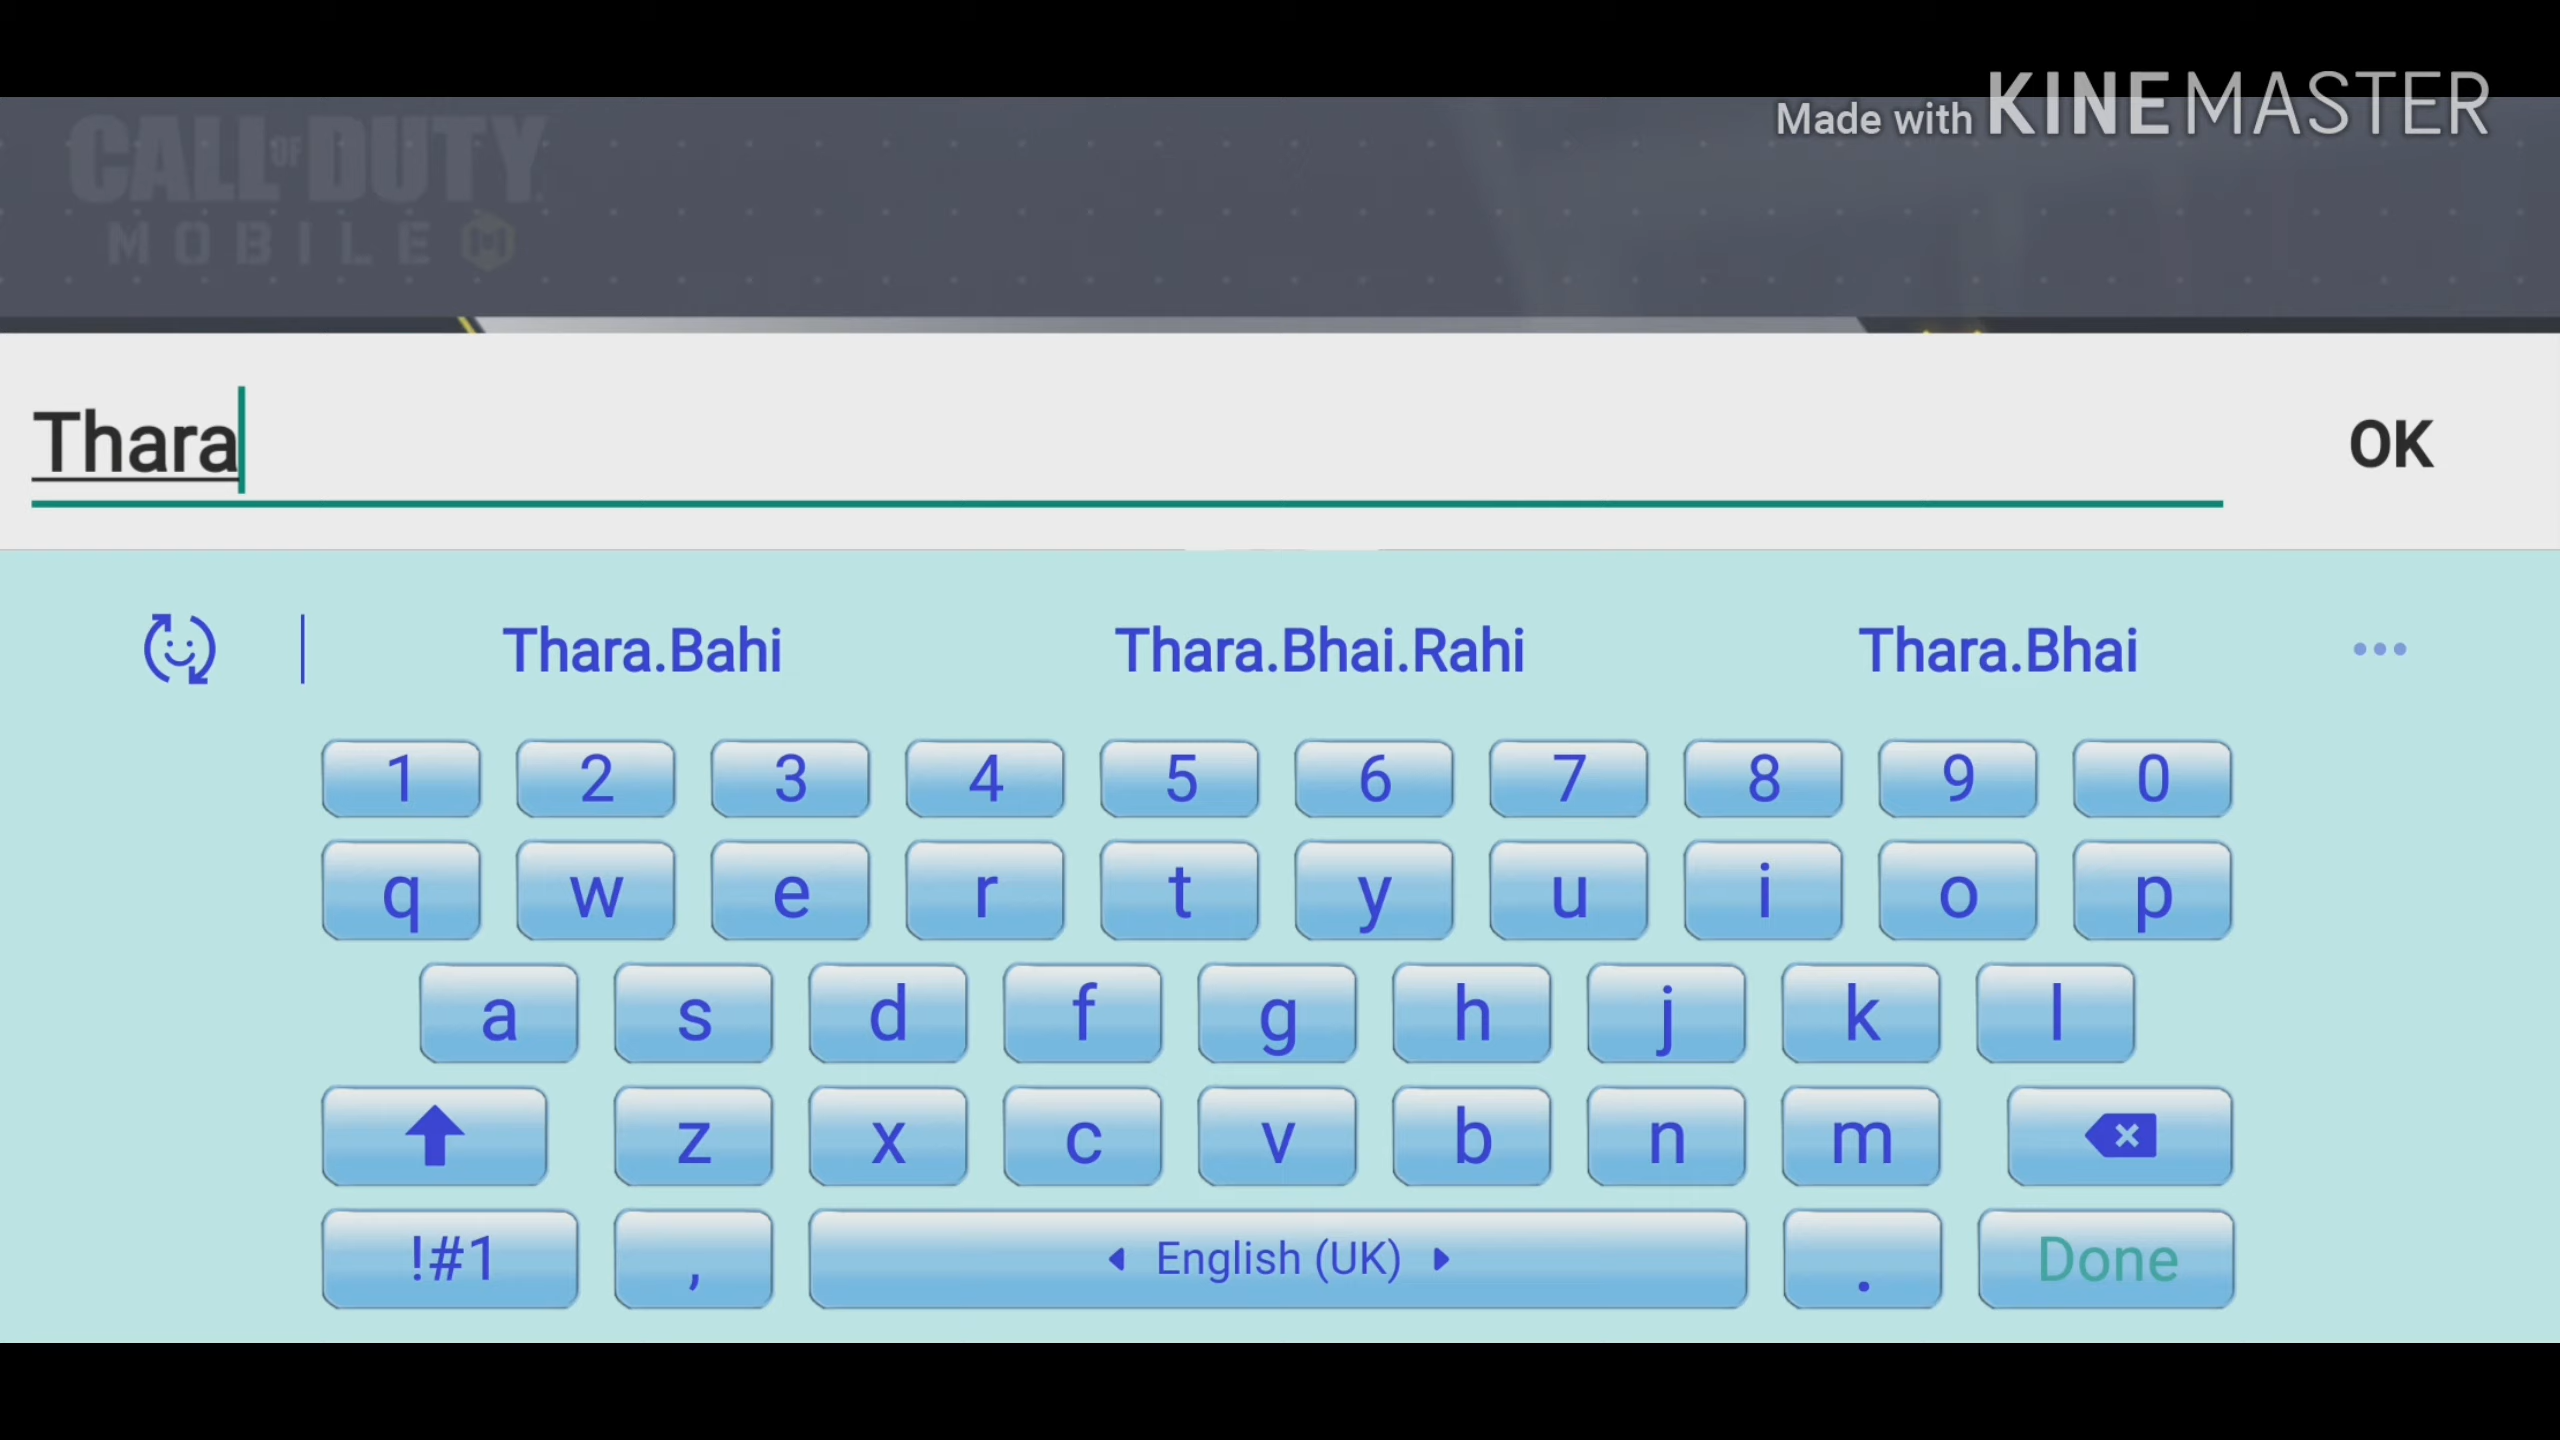 Made with KINEMASTER
CALL OF DUTY
MOBILE
Thara
OK
Thara.Bahi Thara.Bhai.Rahi Thara.Bhai
1 2 3 4 5 6 7 8 9 0
q w e r t y u i o p
a s d f g h j k l
z x c v b n m
!#1 , English (UK) . Done